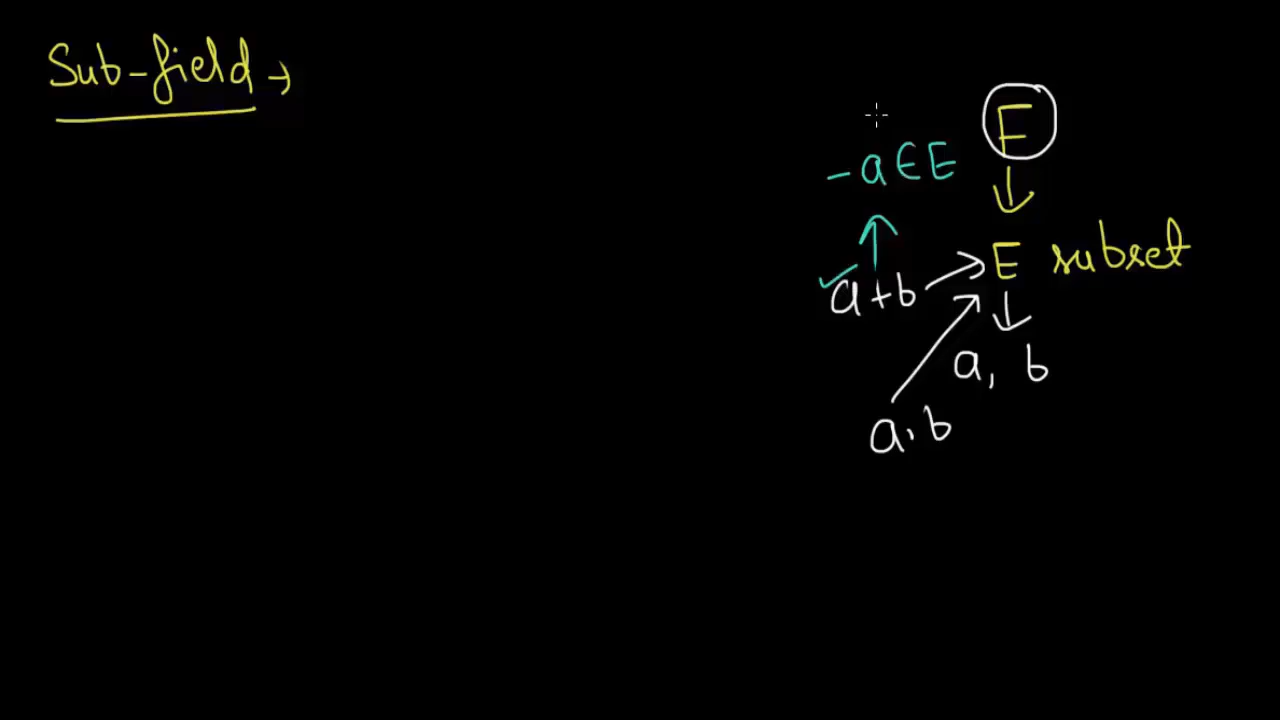 Sub-field →
F
↓
-a∈E
↑ ↓
E subset
✓a+b →
↓
a, b
a.b